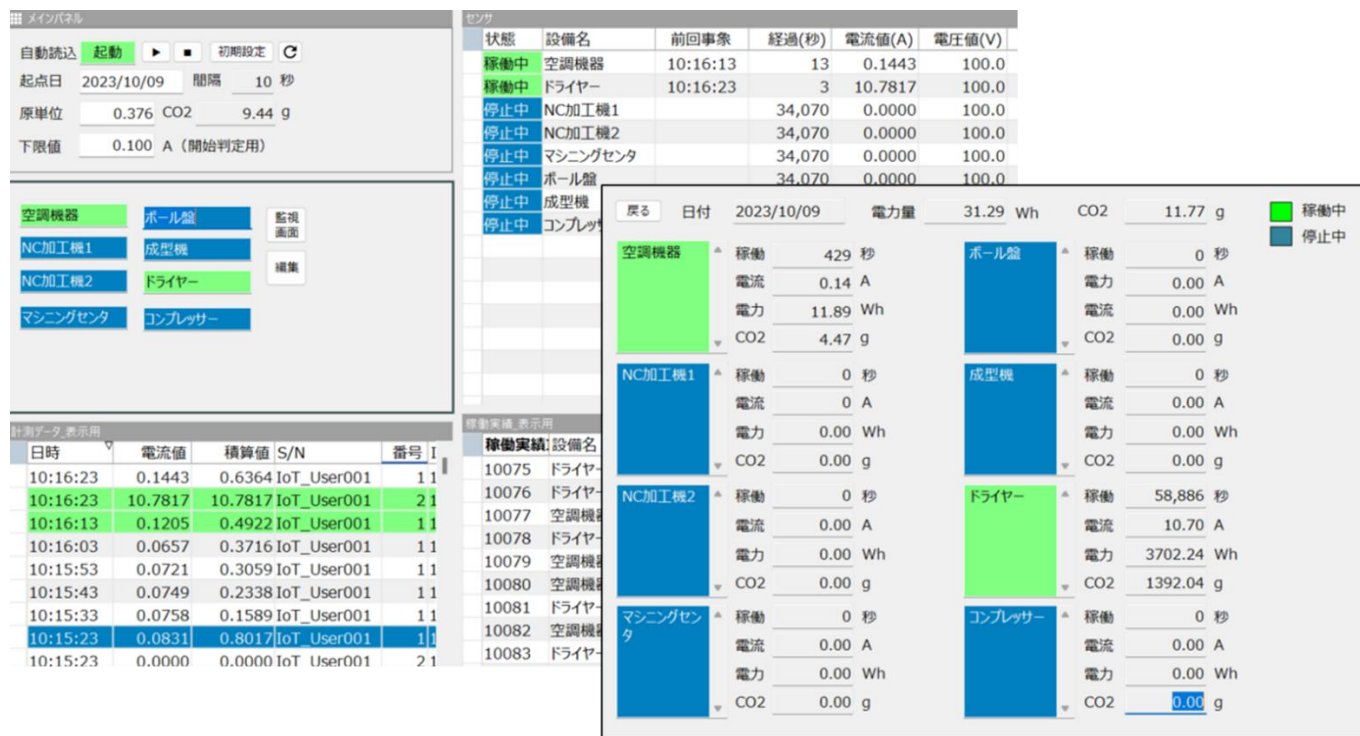 メインパネル
自動読込 起動 ▶ ■ 初期設定
起点日 2023/10/09 間隔 10 秒
原単位 0.376 CO2 9.44 g
下限値 0.100 A (開始判定用)
空調機器 ボール盤 監視画面
NC加工機1 成型機 編集
NC加工機2 ドライヤー
マシニングセンタ コンプレッサー
センサ
状態 設備名 前回事象 経過(秒) 電流値(A) 電圧値(V)
稼働中 空調機器 10:16:13 13 0.1443 100.0
稼働中 ドライヤー 10:16:23 3 10.7817 100.0
停止中 NC加工機1 34,070 0.0000 100.0
停止中 NC加工機2 34,070 0.0000 100.0
停止中 マシニングセンタ 34,070 0.0000 100.0
停止中 ボール盤 34,070 0.0000 100.0
停止中 成型機
停止中 コンプレッサ
計測データ_表示用
日時 電流値 積算値 S/N 番号 I
10:16:23 0.1443 0.6364 IoT_User001 1 1
10:16:23 10.7817 10.7817 IoT_User001 2 1
10:16:13 0.1205 0.4922 IoT_User001 1 1
10:16:03 0.0657 0.3716 IoT_User001 1 1
10:15:53 0.0721 0.3059 IoT_User001 1 1
10:15:43 0.0749 0.2338 IoT_User001 1 1
10:15:33 0.0758 0.1589 IoT_User001 1 1
10:15:23 0.0831 0.8017 IoT_User001 1 1
10:15:23 0.0000 0.0000 IoT_User001 2 1
稼働実績_表示用
稼働実績 設備名
10075 ドライヤー
10076 ドライヤー
10077 空調機器
10078 ドライヤー
10079 空調機器
10080 空調機器
10081 ドライヤー
10082 空調機器
10083 ドライヤー
戻る 日付 2023/10/09 電力量 31.29 Wh CO2 11.77 g 稼働中
停止中
空調機器 稼働 429 秒
電流 0.14 A
電力 11.89 Wh
CO2 4.47 g
ボール盤 稼働 0 秒
電力 0.00 A
電流 0.00 Wh
CO2 0.00 g
NC加工機1 稼働 0 秒
電流 0 A
電力 0.00 Wh
CO2 0.00 g
成型機 稼働 0 秒
電流 0.00 A
電力 0.00 Wh
CO2 0.00 g
NC加工機2 稼働 0 秒
電流 0.00 A
電力 0.00 Wh
CO2 0.00 g
ドライヤー 稼働 58,886 秒
電流 10.70 A
電力 3702.24 Wh
CO2 1392.04 g
マシニングセンタ 稼働 0 秒
電流 0.00 A
電力 0.00 Wh
CO2 0.00 g
コンプレッサー 稼働 0 秒
電流 0.00 A
電力 0.00 Wh
CO2 0.00 g